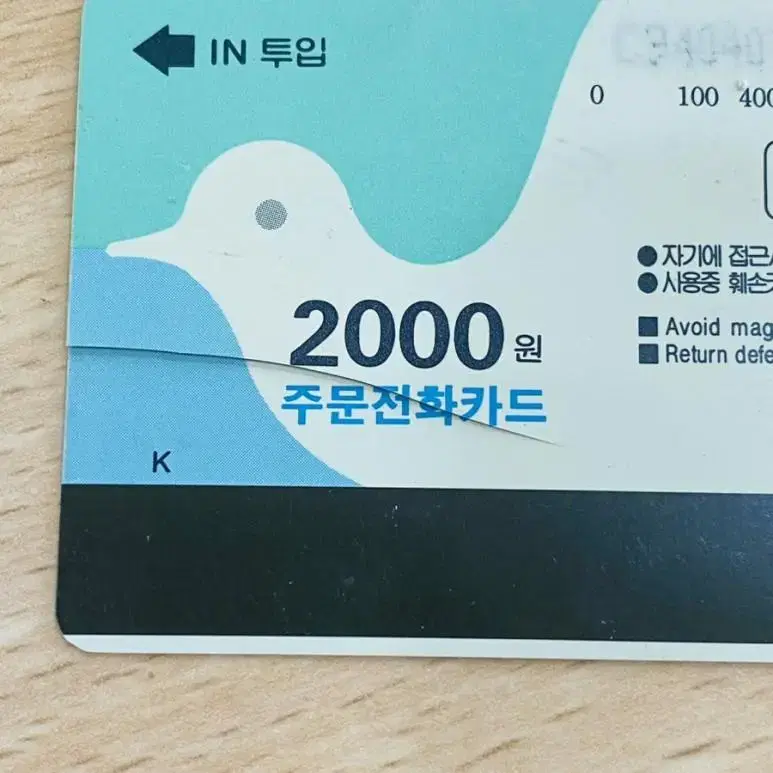 IN 투입
0 100 400
● 자기에 접근
● 사용중 훼손
■ Avoid mag
■ Return defe
2000원
주문전화카드
K